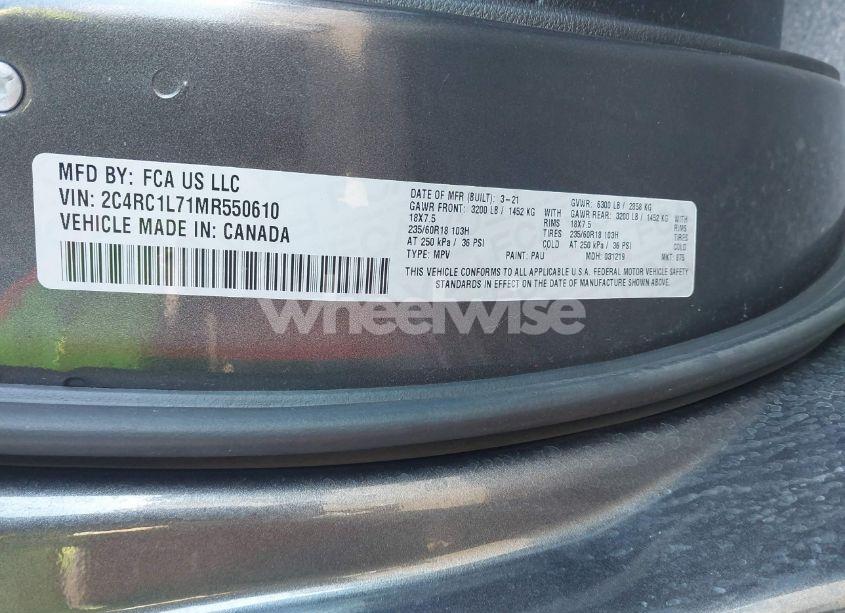 MFD BY: FCA US LLC
VIN: 2C4RC1L71MR550610
VEHICLE MADE IN: CANADA
DATE OF MFR (BUILT): 3-21 GVWR: 6300 LB / 2858 KG
GAWR FRONT: 3200 LB / 1452 KG WITH GAWR REAR: 3200 LB / 1452 KG WITH
18X7.5 RIMS 18X7.5 RIMS
235/60R18 103H TIRES 235/60R18 103H TIRES
AT 250 kPa / 36 PSI COLD AT 250 kPa / 36 PSI COLD
TYPE: MPV PAINT: PAU MDH: 031219 MKT: 875
THIS VEHICLE CONFORMS TO ALL APPLICABLE U.S.A. FEDERAL MOTOR VEHICLE SAFETY
STANDARDS IN EFFECT ON THE DATE OF MANUFACTURE SHOWN ABOVE.
wheelwise